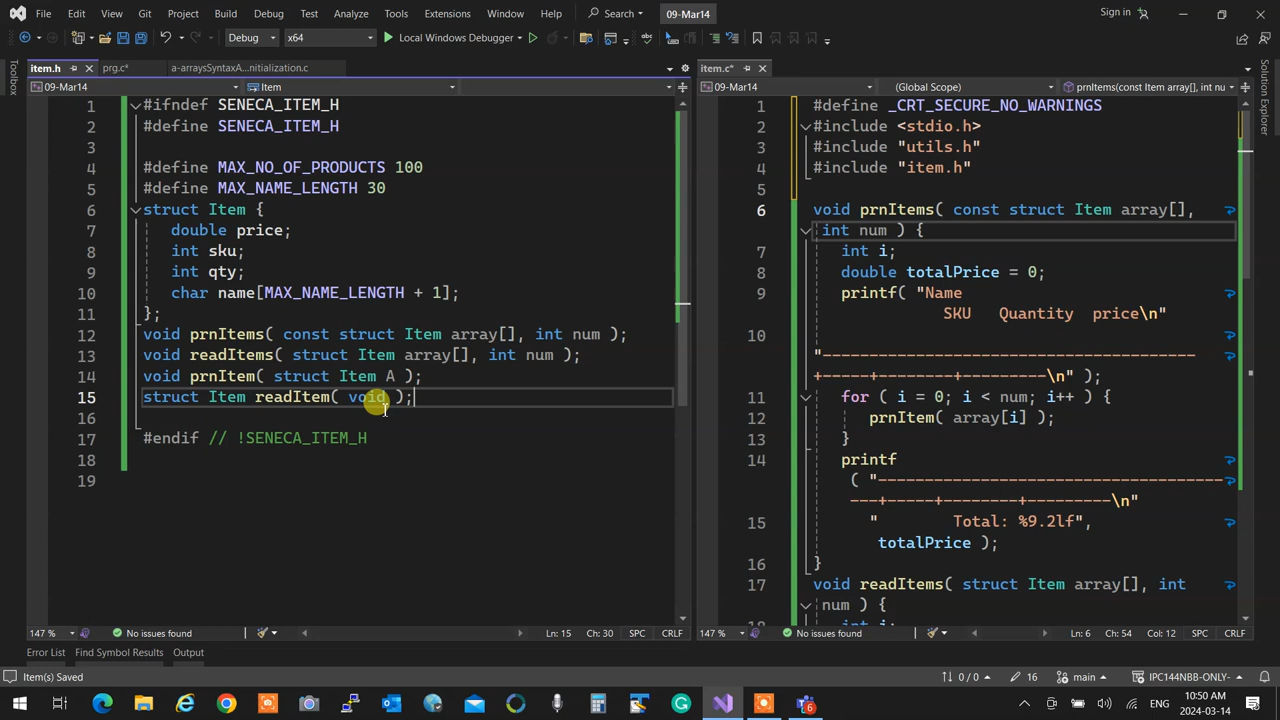 File Edit View Git Project Build Debug Test Analyze Tools Extensions Window Help Search 09-Mar14 Sign in
Debug x64 Local Windows Debugger
item.h prg.c* a-arraysSyntaxA...nitialization.c
item.c*
09-Mar14 Item
09-Mar14 (Global Scope) prnItems(const Item array[], int nu
Toolbox
Solution Explorer
1 #ifndef SENECA_ITEM_H
2 #define SENECA_ITEM_H
3
4 #define MAX_NO_OF_PRODUCTS 100
5 #define MAX_NAME_LENGTH 30
6 struct Item {
7 double price;
8 int sku;
9 int qty;
10 char name[MAX_NAME_LENGTH + 1];
11 };
12 void prnItems( const struct Item array[], int num );
13 void readItems( struct Item array[], int num );
14 void prnItem( struct Item A );
15 struct Item readItem( void );
16
17 #endif // !SENECA_ITEM_H
18
19
1 #define _CRT_SECURE_NO_WARNINGS
2 #include <stdio.h>
3 #include "utils.h"
4 #include "item.h"
5
6 void prnItems( const struct Item array[],
int num ) {
7 int i;
8 double totalPrice = 0;
9 printf( "Name
SKU Quantity price\n"
10
"----------------------------------------
+-----+---------+---------\n" );
11 for ( i = 0; i < num; i++ ) {
12 prnItem( array[i] );
13 }
14 printf
( "-------------------------------------
---+-----+---------+---------\n"
15 " Total: %9.2lf",
totalPrice );
16 }
17 void readItems( struct Item array[], int
num ) {
147 % No issues found Ln: 15 Ch: 30 SPC CRLF
147 % No issues found Ln: 6 Ch: 54 Col: 12 SPC CRLF
Error List Find Symbol Results Output
Item(s) Saved 0 / 0 16 main IPC144NBB-ONLY-
ENG 10:50 AM
2024-03-14